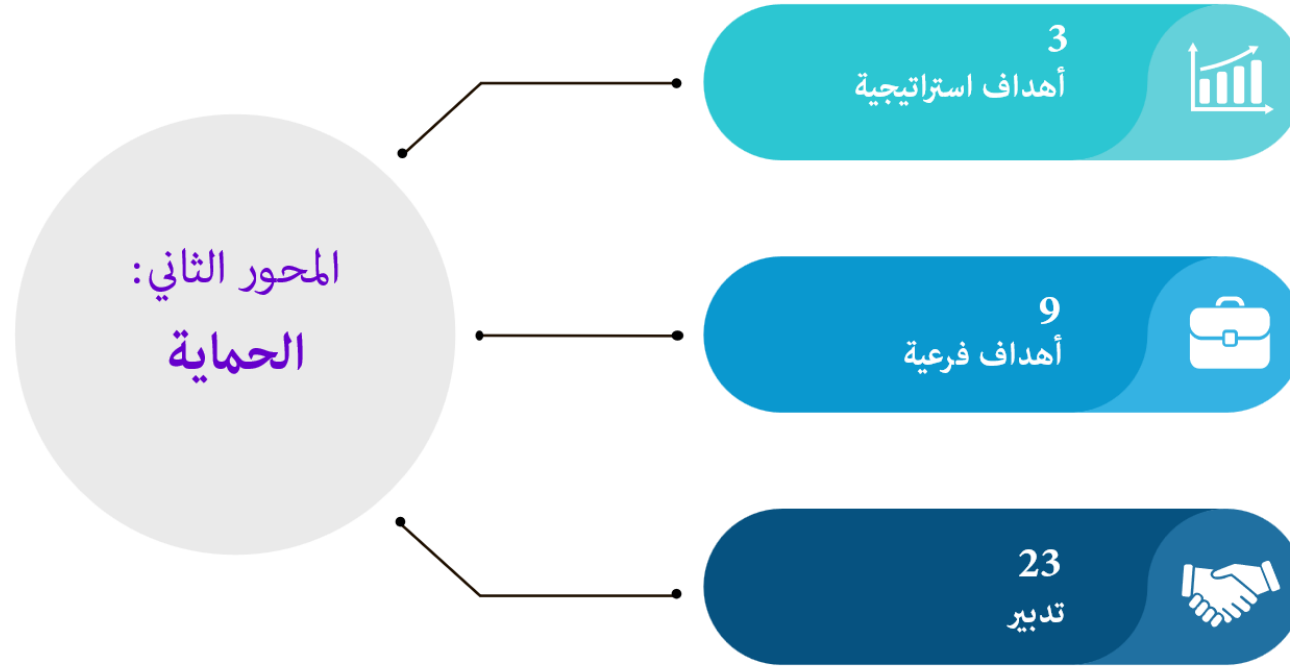 المحور الثاني:
الحماية
3
أهداف استراتيجية
9
أهداف فرعية
23
تدبير